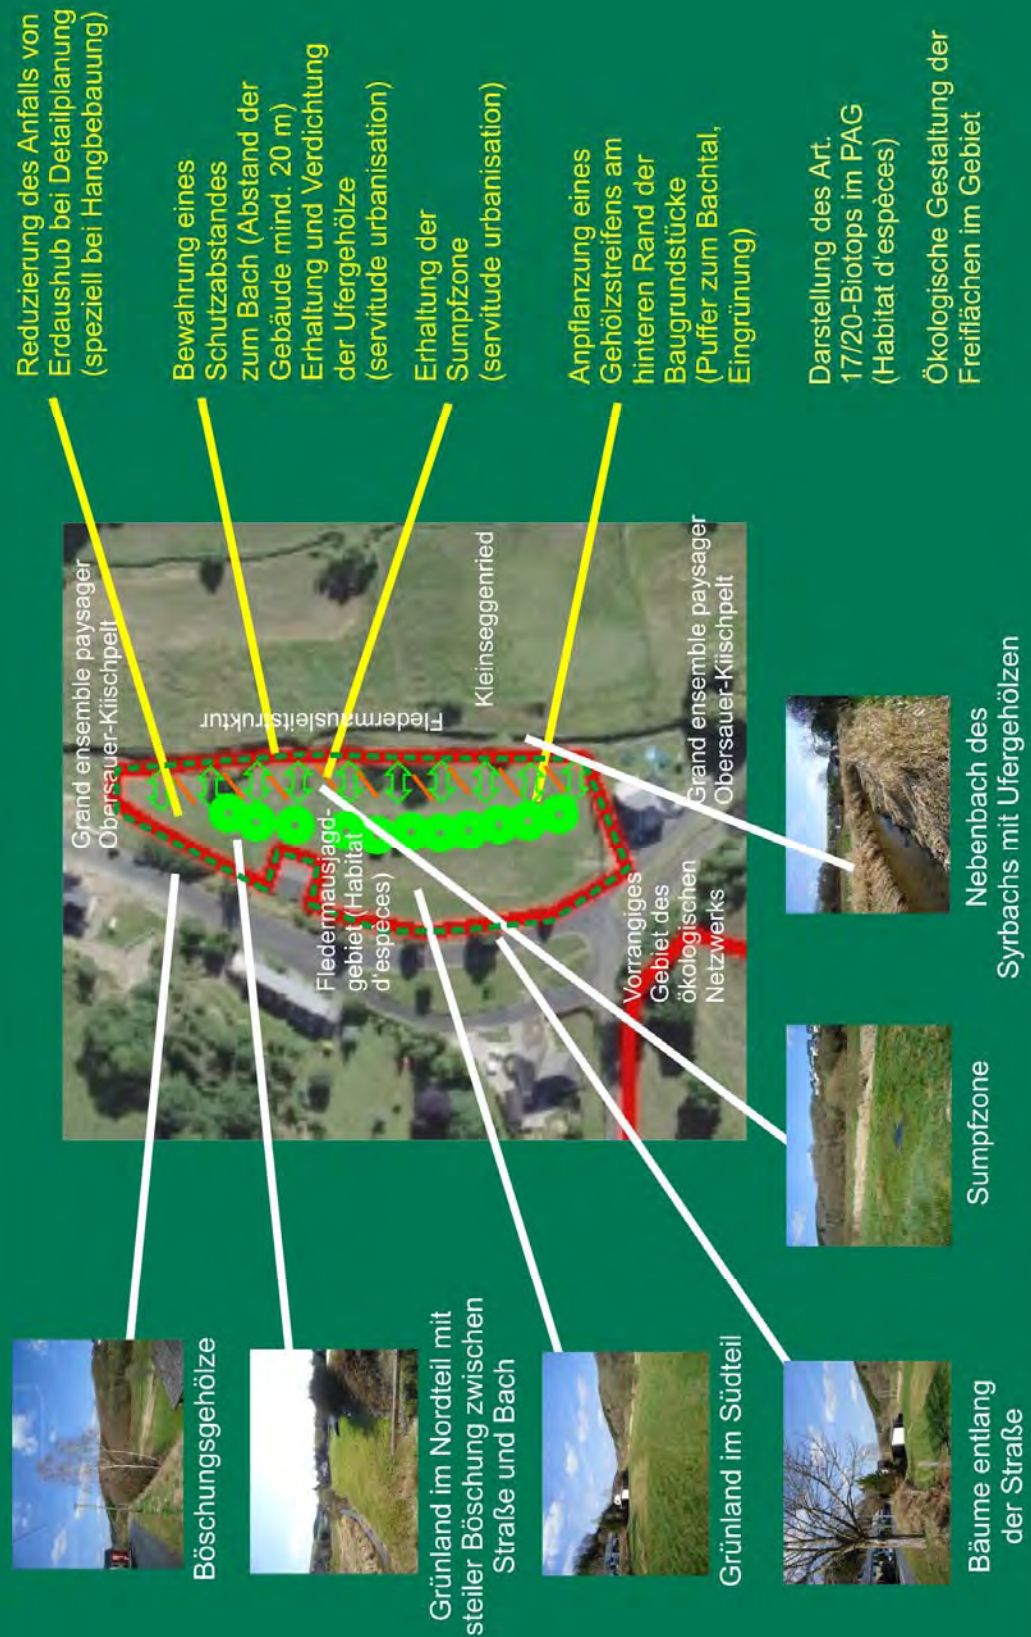 Reduzierung des Anfalls von
Erdaushub bei Detailplanung
(speziell bei Hangbebauung)
Bewahrung eines
Schutzabstandes
zum Bach (Abstand der
Gebäude mind. 20 m)
Erhaltung und Verdichtung
der Ufergehölze
(servitude urbanisation)
Erhaltung der
Sumpfzone
(servitude urbanisation)
Anpflanzung eines
Gehölzstreifens am
hinteren Rand der
Baugrundstücke
(Puffer zum Bachtal,
Eingrünung)
Darstellung des Art.
17/20-Biotops im PAG
(Habitat d'espèces)
Ökologische Gestaltung der
Freiflächen im Gebiet
Grand ensemble paysager
Obersauer-Kiischpelt
Fledermausleitstruktur
Kleinseggenried
Fledermausjagd-
gebiet (Habitat
d'espèces)
Vorrangiges
Gebiet des
ökologischen
Netzwerks
Grand ensemble paysager
Obersauer-Kiischpelt
Böschungsgehölze
Grünland im Nordteil mit
steiler Böschung zwischen
Straße und Bach
Grünland im Südteil
Bäume entlang
der Straße
Sumpfzone
Nebenbach des
Syrbachs mit Ufergehölzen